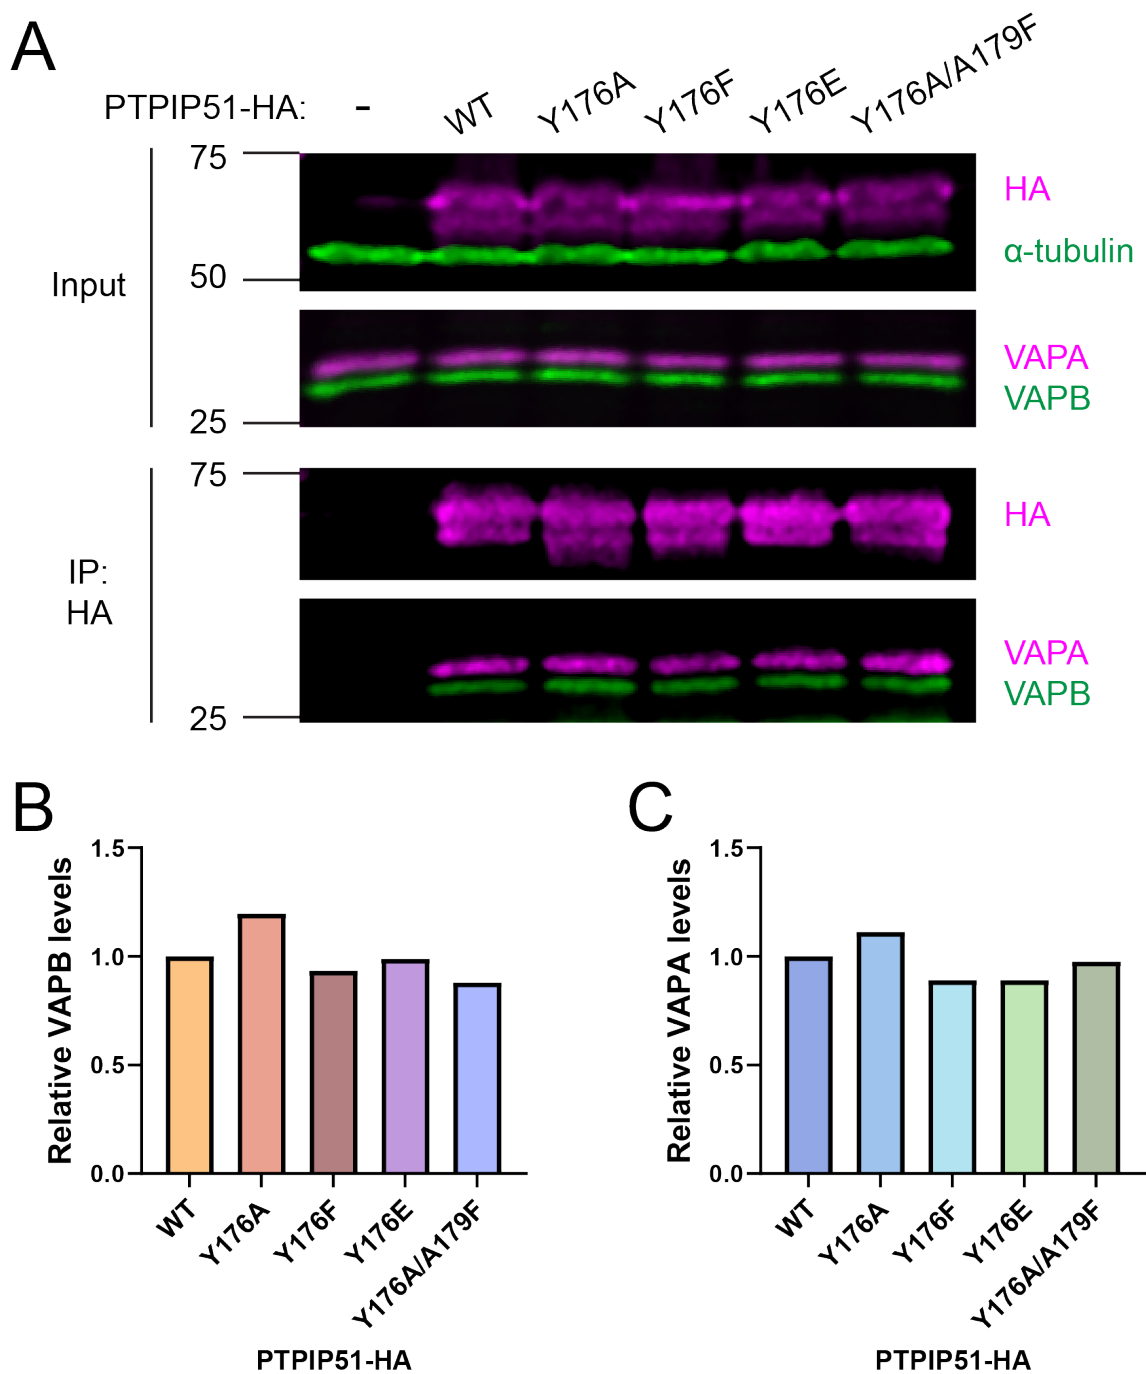 A
PTPIP51-HA: - WT Y176A Y176F Y176E Y176A/A179F
75
HA
α-tubulin
50
Input
VAPA
VAPB
25
75
HA
IP:
HA
VAPA
VAPB
25
B
1.5
1.0
0.5
0.0
Relative VAPB levels
WT Y176A Y176F Y176E Y176A/A179F
PTPIP51-HA
C
1.5
1.0
0.5
0.0
Relative VAPA levels
WT Y176A Y176F Y176E Y176A/A179F
PTPIP51-HA